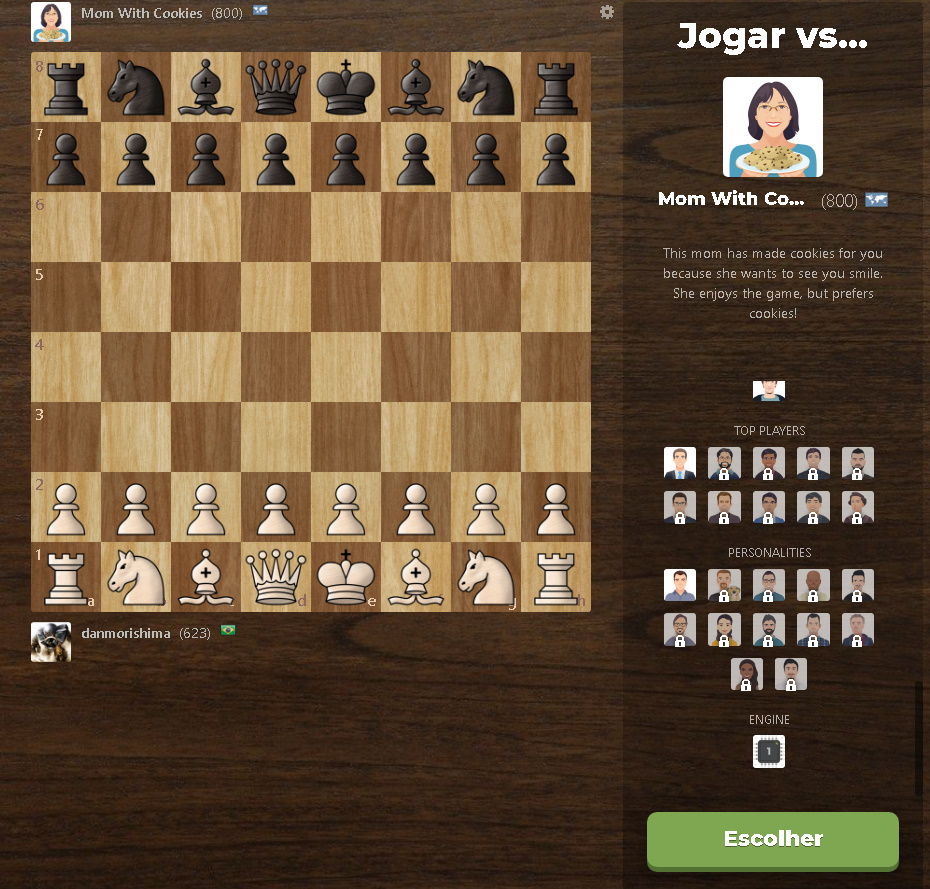 Mom With Cookies (800)
8
7
6
5
4
3
2
1
a
d
e
g
h
danmorishima (623)
Jogar vs...
Mom With Co... (800)
This mom has made cookies for you
because she wants to see you smile.
She enjoys the game, but prefers
cookies!
TOP PLAYERS
PERSONALITIES
ENGINE
1
Escolher